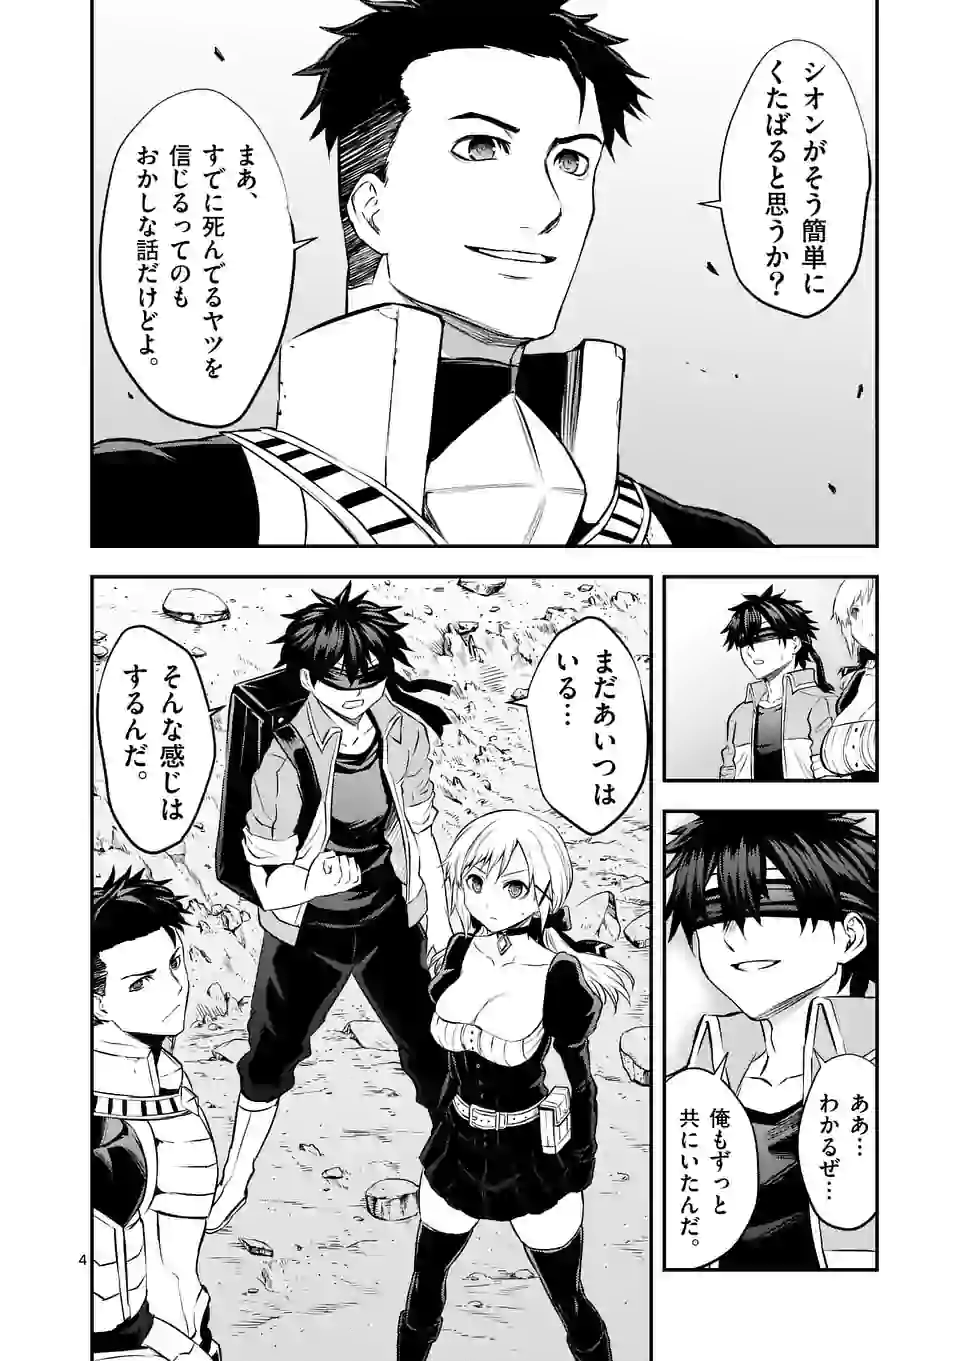 シオンがそう簡単に
くたばると思うか？
まあ、
すでに死んでるヤツを
信じるってのも
おかしな話だけどよ。
ああ…
わかるぜ…
俺もずっと
共にいたんだ。
まだあいつは
いる…
そんな感じは
するんだ。
4